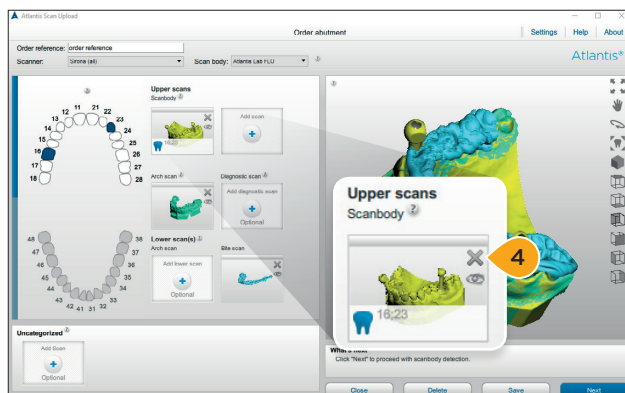 Atlantis Scan Upload
Order abutment
Settings Help About
Order reference: order reference
Scanner: Sirona (all) Scan body: Atlantis Lab FLO
Atlantis®
11 21
12 22
13 23
14 24
15 25
16 26
17 27
18 28
48 38
47 37
46 36
45 35
44 34
43 33
42 41 31 32
Upper scans
Scanbody ?
16;23
Add scan
Arch scan
Diagnostic scan
Add diagnostic scan
Optional
Lower scan(s)
Arch scan
Bite scan
Add lower scan
Optional
Uncategorized
Add Scan
Optional
Upper scans
Scanbody ?
4
16;23
What's next
Click "Next" to proceed with scanbody detection.
Close Delete Save Next